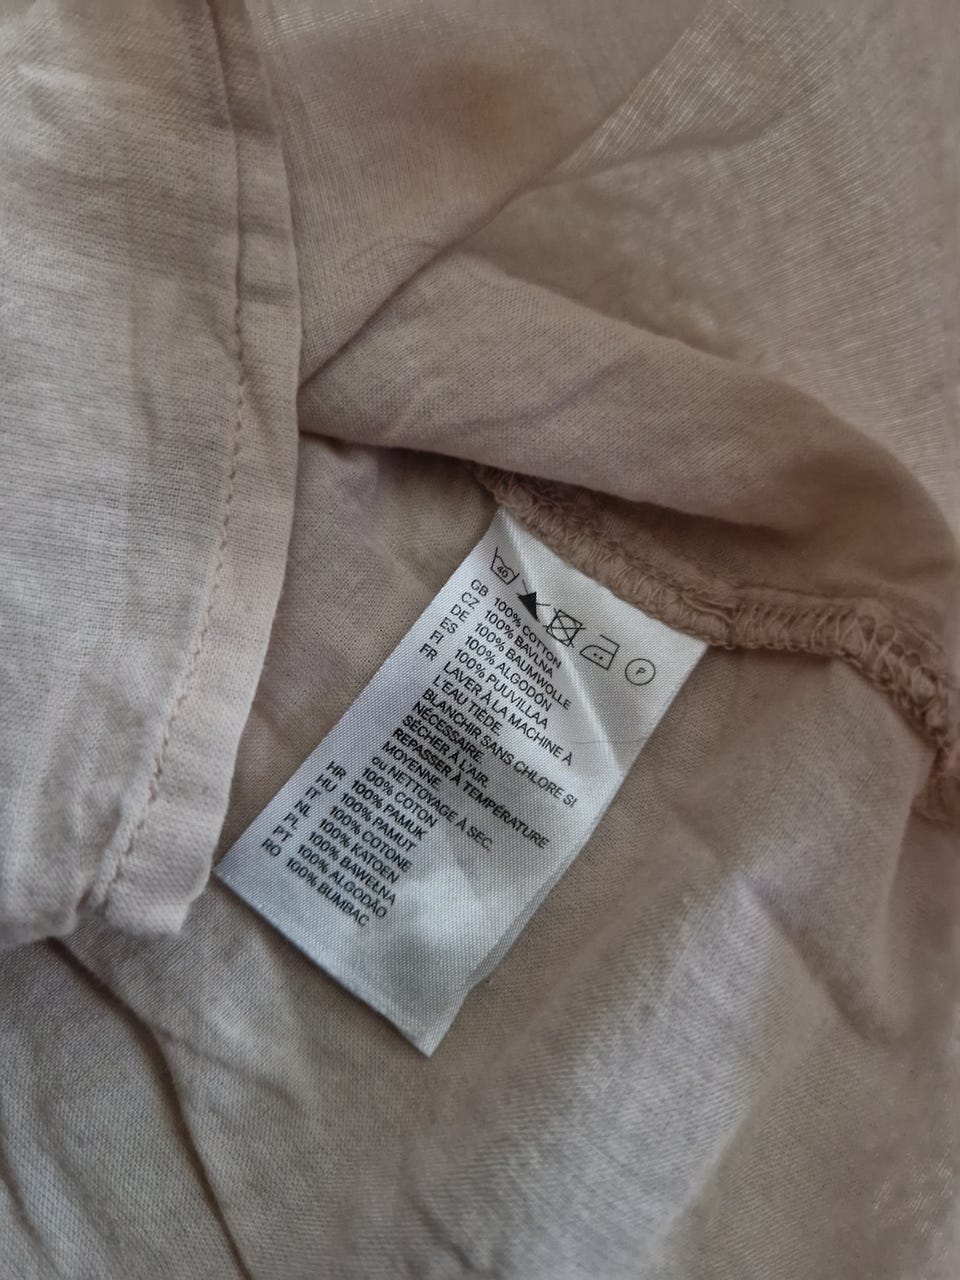 40
P
GB 100% COTTON
CZ 100% BAVLNA
DE 100% BAUMWOLLE
ES 100% ALGODÓN
FI 100% PUUVILLAA
FR LAVER À LA MACHINE À
L'EAU TIÈDE.
BLANCHIR SANS CHLORE SI
NÉCESSAIRE.
SÉCHER À L'AIR.
REPASSER À TEMPÉRATURE
MOYENNE.
ou NETTOYAGE À SEC.
100% COTON
HR 100% PAMUK
HU 100% PAMUT
IT 100% COTONE
NL 100% KATOEN
PL 100% BAWEŁNA
PT 100% ALGODÃO
RO 100% BUMBAC